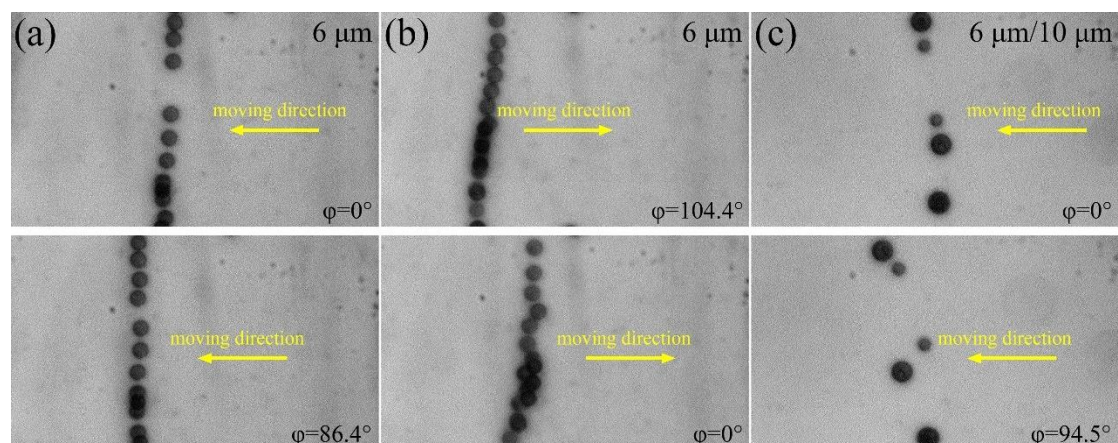 (a) 6 μm
moving direction
φ=0°
(b) 6 μm
moving direction
φ=104.4°
(c) 6 μm/10 μm
moving direction
φ=0°
moving direction
φ=86.4°
moving direction
φ=0°
moving direction
φ=94.5°